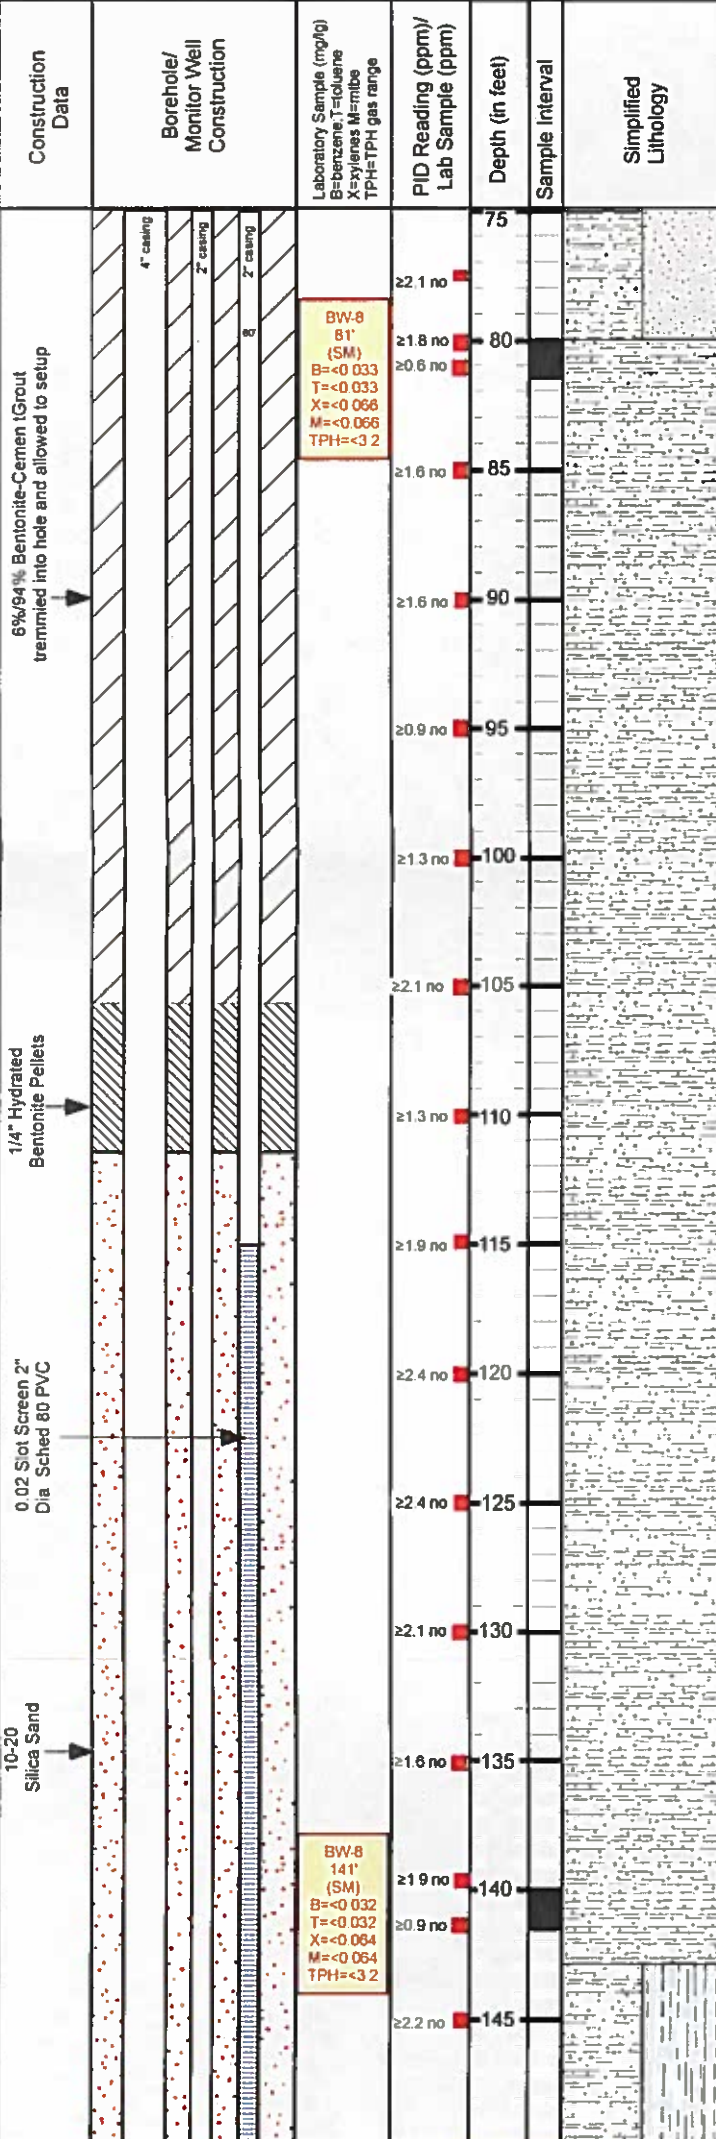 Construction
Data
Borehole/
Monitor Well
Construction
Laboratory Sample (mg/lg)
B=benzene,T=toluene
X=xylenes M=mtbe
TPH=TPH gas range
PID Reading (ppm)/
Lab Sample (ppm)
Depth (in feet)
Sample Interval
Simplified
Lithology
6%/94% Bentonite-Cemen tGrout
tremmied into hole and allowed to setup
1/4" Hydrated
Bentonite Pellets
0.02 Slot Screen 2"
Dia Sched 80 PVC
10-20
Silica Sand
4" casing
2" casing
2" casing
60'
BW-8
81'
(SM)
B=<0 033
T=<0 033
X=<0 066
M=<0.066
TPH=<3 2
BW-8
141'
(SM)
B=<0 032
T=<0 032
X=<0 064
M=<0 064
TPH=<3 2
≥2.1 no
≥1.8 no
≥0.6 no
≥1.6 no
≥1.6 no
≥0.9 no
≥1.3 no
≥2.1 no
≥1.3 no
≥1.9 no
≥2.4 no
≥2.4 no
≥2.1 no
≥1.6 no
≥1 9 no
≥0.9 no
≥2.2 no
75
80
85
90
95
100
105
110
115
120
125
130
135
140
145